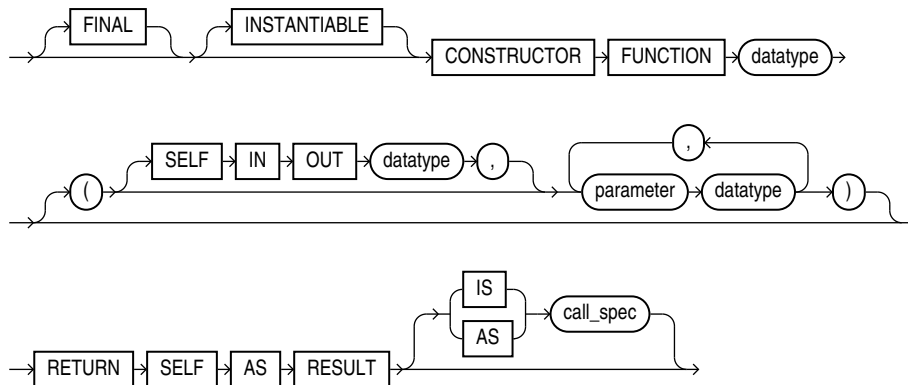 FINAL INSTANTIABLE
CONSTRUCTOR FUNCTION datatype
SELF IN OUT datatype , ,
( parameter datatype )
IS
RETURN SELF AS RESULT AS call_spec